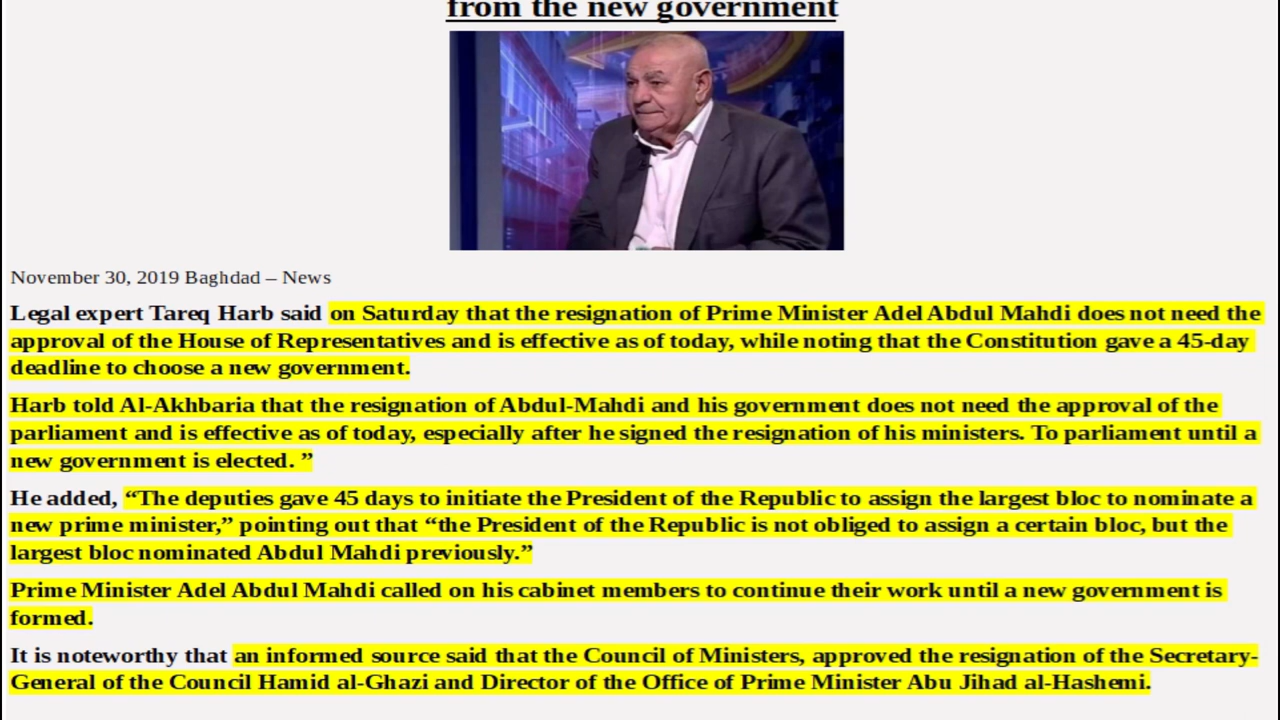 from the new government
November 30, 2019 Baghdad – News
Legal expert Tareq Harb said on Saturday that the resignation of Prime Minister Adel Abdul Mahdi does not need the
approval of the House of Representatives and is effective as of today, while noting that the Constitution gave a 45-day
deadline to choose a new government.
Harb told Al-Akhbaria that the resignation of Abdul-Mahdi and his government does not need the approval of the
parliament and is effective as of today, especially after he signed the resignation of his ministers. To parliament until a
new government is elected. ”
He added, “The deputies gave 45 days to initiate the President of the Republic to assign the largest bloc to nominate a
new prime minister,” pointing out that “the President of the Republic is not obliged to assign a certain bloc, but the
largest bloc nominated Abdul Mahdi previously.”
Prime Minister Adel Abdul Mahdi called on his cabinet members to continue their work until a new government is
formed.
It is noteworthy that an informed source said that the Council of Ministers, approved the resignation of the Secretary-
General of the Council Hamid al-Ghazi and Director of the Office of Prime Minister Abu Jihad al-Hashemi.